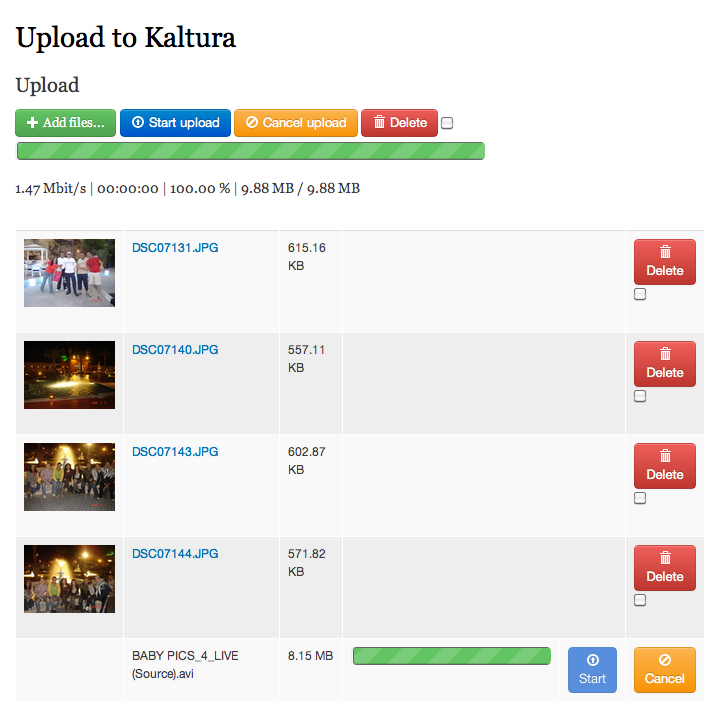 Upload to Kaltura
Upload
Add files...
Start upload
Cancel upload
Delete
1.47 Mbit/s | 00:00:00 | 100.00 % | 9.88 MB / 9.88 MB
DSC07131.JPG
615.16
KB
Delete
DSC07140.JPG
557.11
KB
Delete
DSC07143.JPG
602.87
KB
Delete
DSC07144.JPG
571.82
KB
Delete
BABY PICS_4_LIVE
(Source).avi
8.15 MB
Start
Cancel